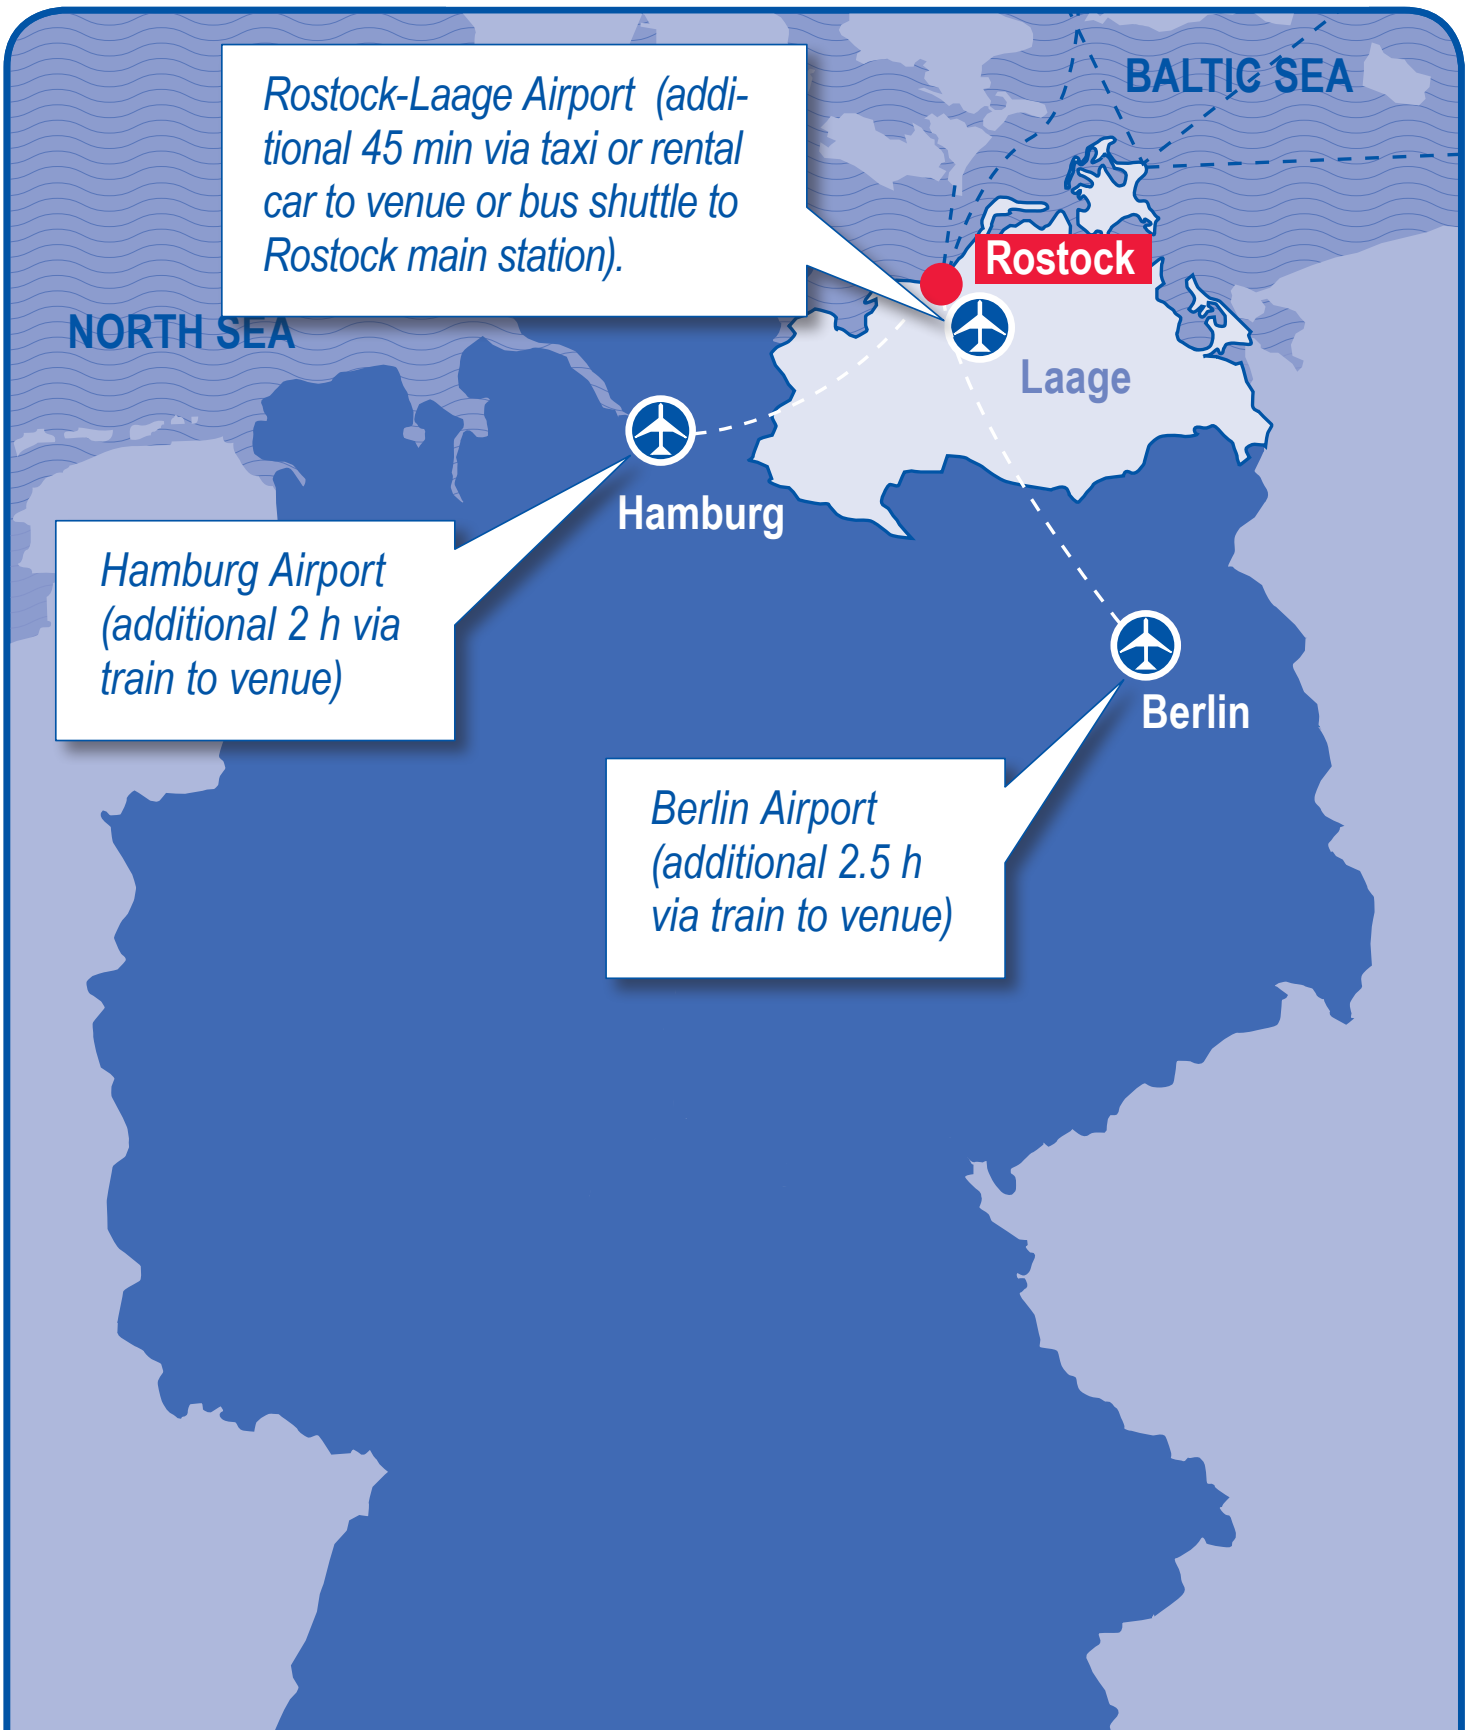 BALTIC SEA
Rostock-Laage Airport (addi-
tional 45 min via taxi or rental
car to venue or bus shuttle to
Rostock main station).
Rostock
NORTH SEA
Laage
Hamburg
Hamburg Airport
(additional 2 h via
train to venue)
Berlin
Berlin Airport
(additional 2.5 h
via train to venue)